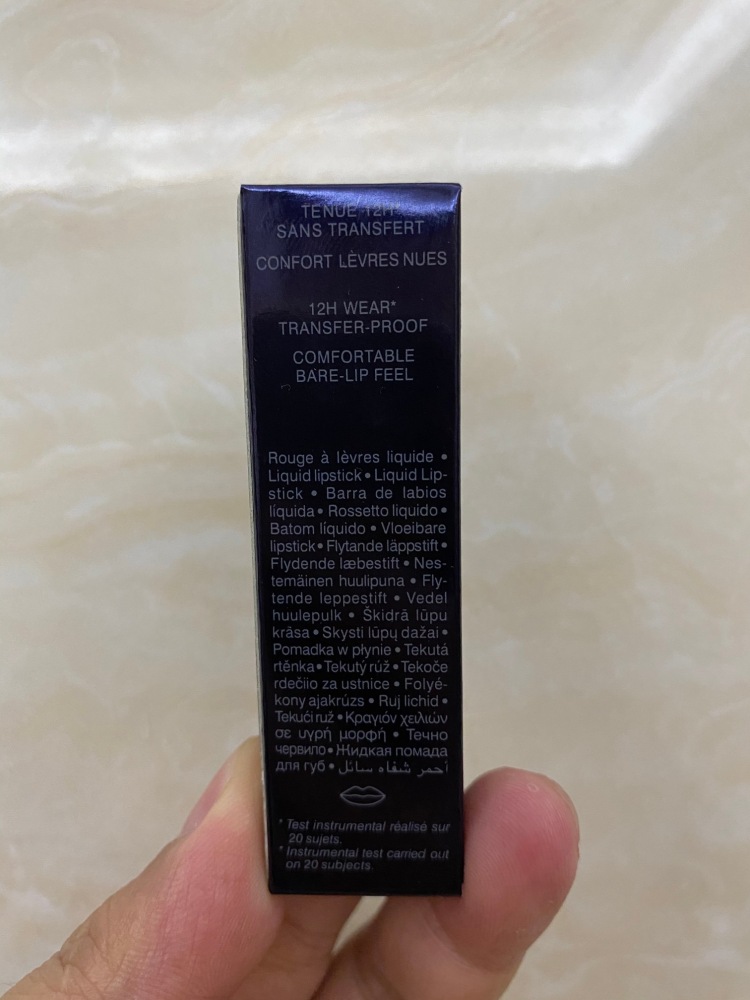 TENUE 12H*
SANS TRANSFERT
CONFORT LÈVRES NUES
12H WEAR*
TRANSFER-PROOF
COMFORTABLE
BARE-LIP FEEL
Rouge à lèvres liquide •
Liquid lipstick • Liquid Lip-
stick • Barra de labios
líquida • Rossetto liquido •
Batom líquido • Vloeibare
lipstick • Flytande läppstift •
Flydende læbestift • Nes-
temäinen huulipuna • Fly-
tende leppestift • Vedel
huulepulk • Šķidrā lūpu
krāsa • Skysti lūpų dažai •
Pomadka w płynie • Tekutá
rtěnka • Tekutý rúž • Tekoče
rdečilo za ustnice • Folyé-
kony ajakrúzs • Ruj lichid •
Tekući ruž • Κραγιόν χειλιών
σε υγρή μορφή • Течно
червило • Жидкая помада
для губ • أحمر شفاه سائل
* Test instrumental réalisé sur
20 sujets.
* Instrumental test carried out
on 20 subjects.